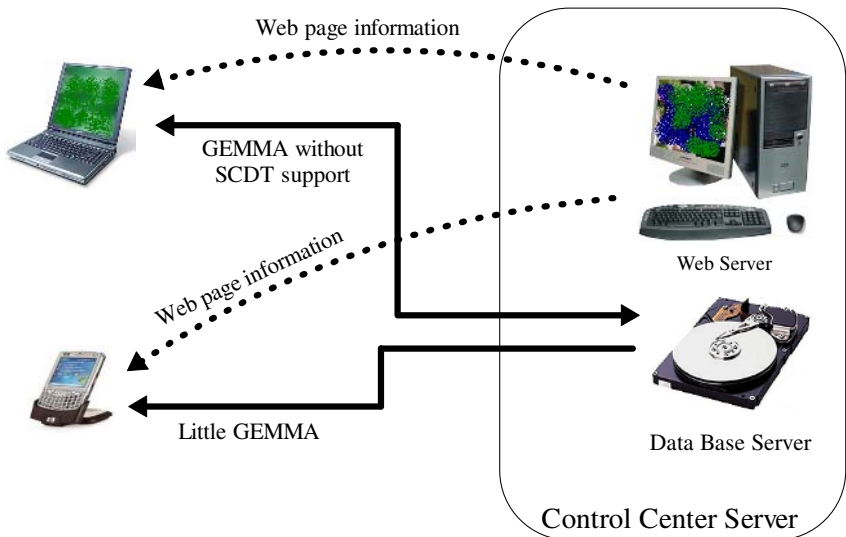 Web page information
GEMMA without
SCDT support
Web page information
Web Server
Little GEMMA
Data Base Server
Control Center Server